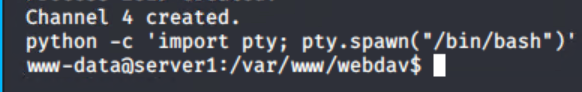 Channel 4 created.
python -c 'import pty; pty.spawn("/bin/bash")'
www-data@server1:/var/www/webdav$